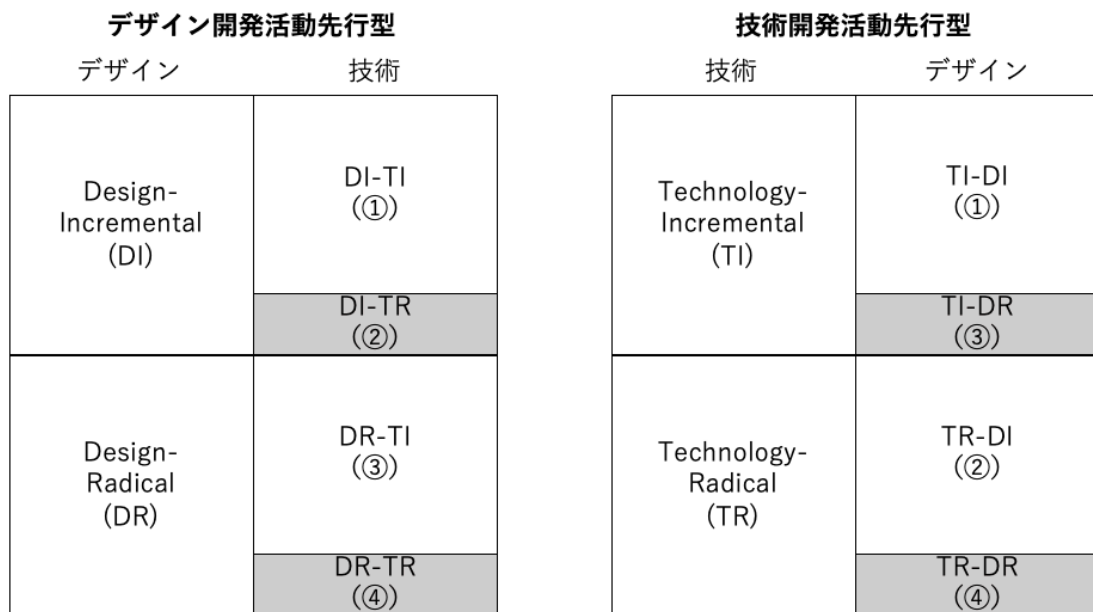 デザイン開発活動先行型
デザイン
技術
Design-
Incremental
(DI)
DI-TI
(①)
DI-TR
(②)
Design-
Radical
(DR)
DR-TI
(③)
DR-TR
(④)
技術開発活動先行型
技術
デザイン
Technology-
Incremental
(TI)
TI-DI
(①)
TI-DR
(③)
Technology-
Radical
(TR)
TR-DI
(②)
TR-DR
(④)